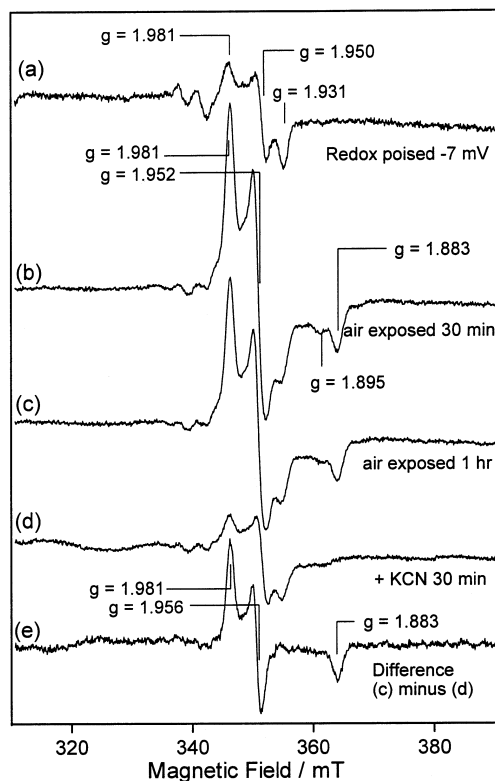 g = 1.981
g = 1.950
(a)
g = 1.931
Redox poised -7 mV
g = 1.981
g = 1.952
g = 1.883
(b)
air exposed 30 min
g = 1.895
(c)
air exposed 1 hr
(d)
+ KCN 30 min
g = 1.981
g = 1.956
g = 1.883
(e)
Difference
(c) minus (d)
320
340
360
380
Magnetic Field / mT